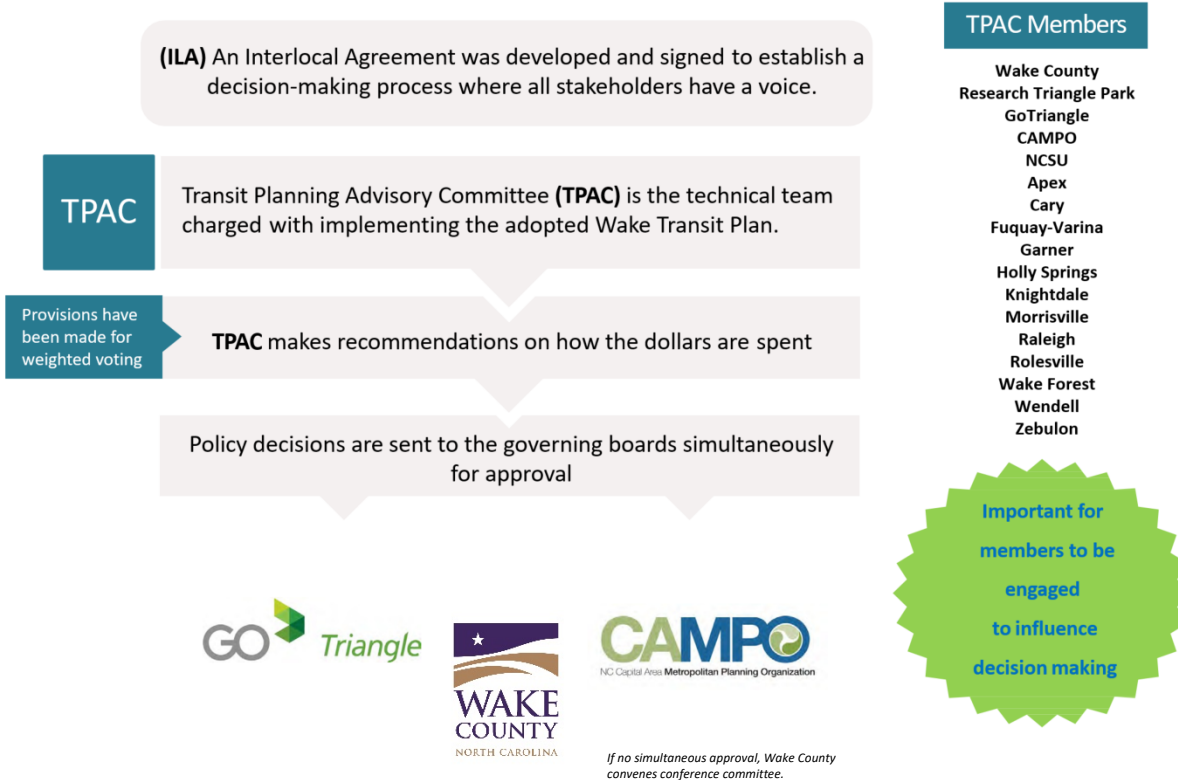 (ILA) An Interlocal Agreement was developed and signed to establish a
decision-making process where all stakeholders have a voice.
TPAC
Transit Planning Advisory Committee (TPAC) is the technical team
charged with implementing the adopted Wake Transit Plan.
Provisions have
been made for
weighted voting
TPAC makes recommendations on how the dollars are spent
Policy decisions are sent to the governing boards simultaneously
for approval
GO Triangle
WAKE
COUNTY
NORTH CAROLINA
CAMPO
NC Capital Area Metropolitan Planning Organization
If no simultaneous approval, Wake County
convenes conference committee.
TPAC Members
Wake County
Research Triangle Park
GoTriangle
CAMPO
NCSU
Apex
Cary
Fuquay-Varina
Garner
Holly Springs
Knightdale
Morrisville
Raleigh
Rolesville
Wake Forest
Wendell
Zebulon
Important for
members to be
engaged
to influence
decision making